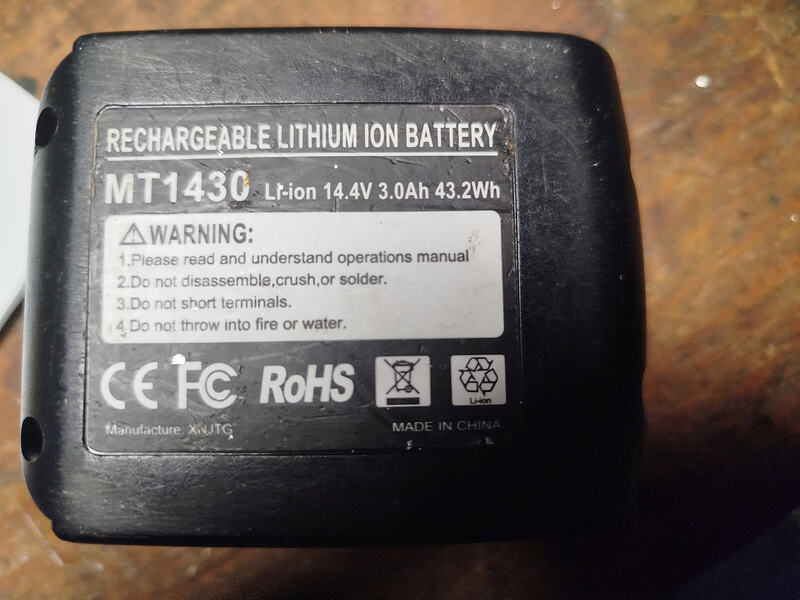 RECHARGEABLE LITHIUM ION BATTERY
MT1430 Li-ion 14.4V 3.0Ah 43.2Wh
WARNING:
1.Please read and understand operations manual
2.Do not disassemble,crush,or solder.
3.Do not short terminals.
4.Do not throw into fire or water.
CE FC RoHS
Li-ion
Manufacture: XNJTG
MADE IN CHINA